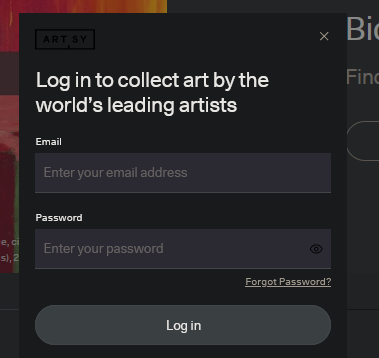 ARTSY
Bi
Find
Log in to collect art by the
world's leading artists
Email
Enter your email address
Password
Enter your password
e, c
s), 2
Forgot Password?
Log in